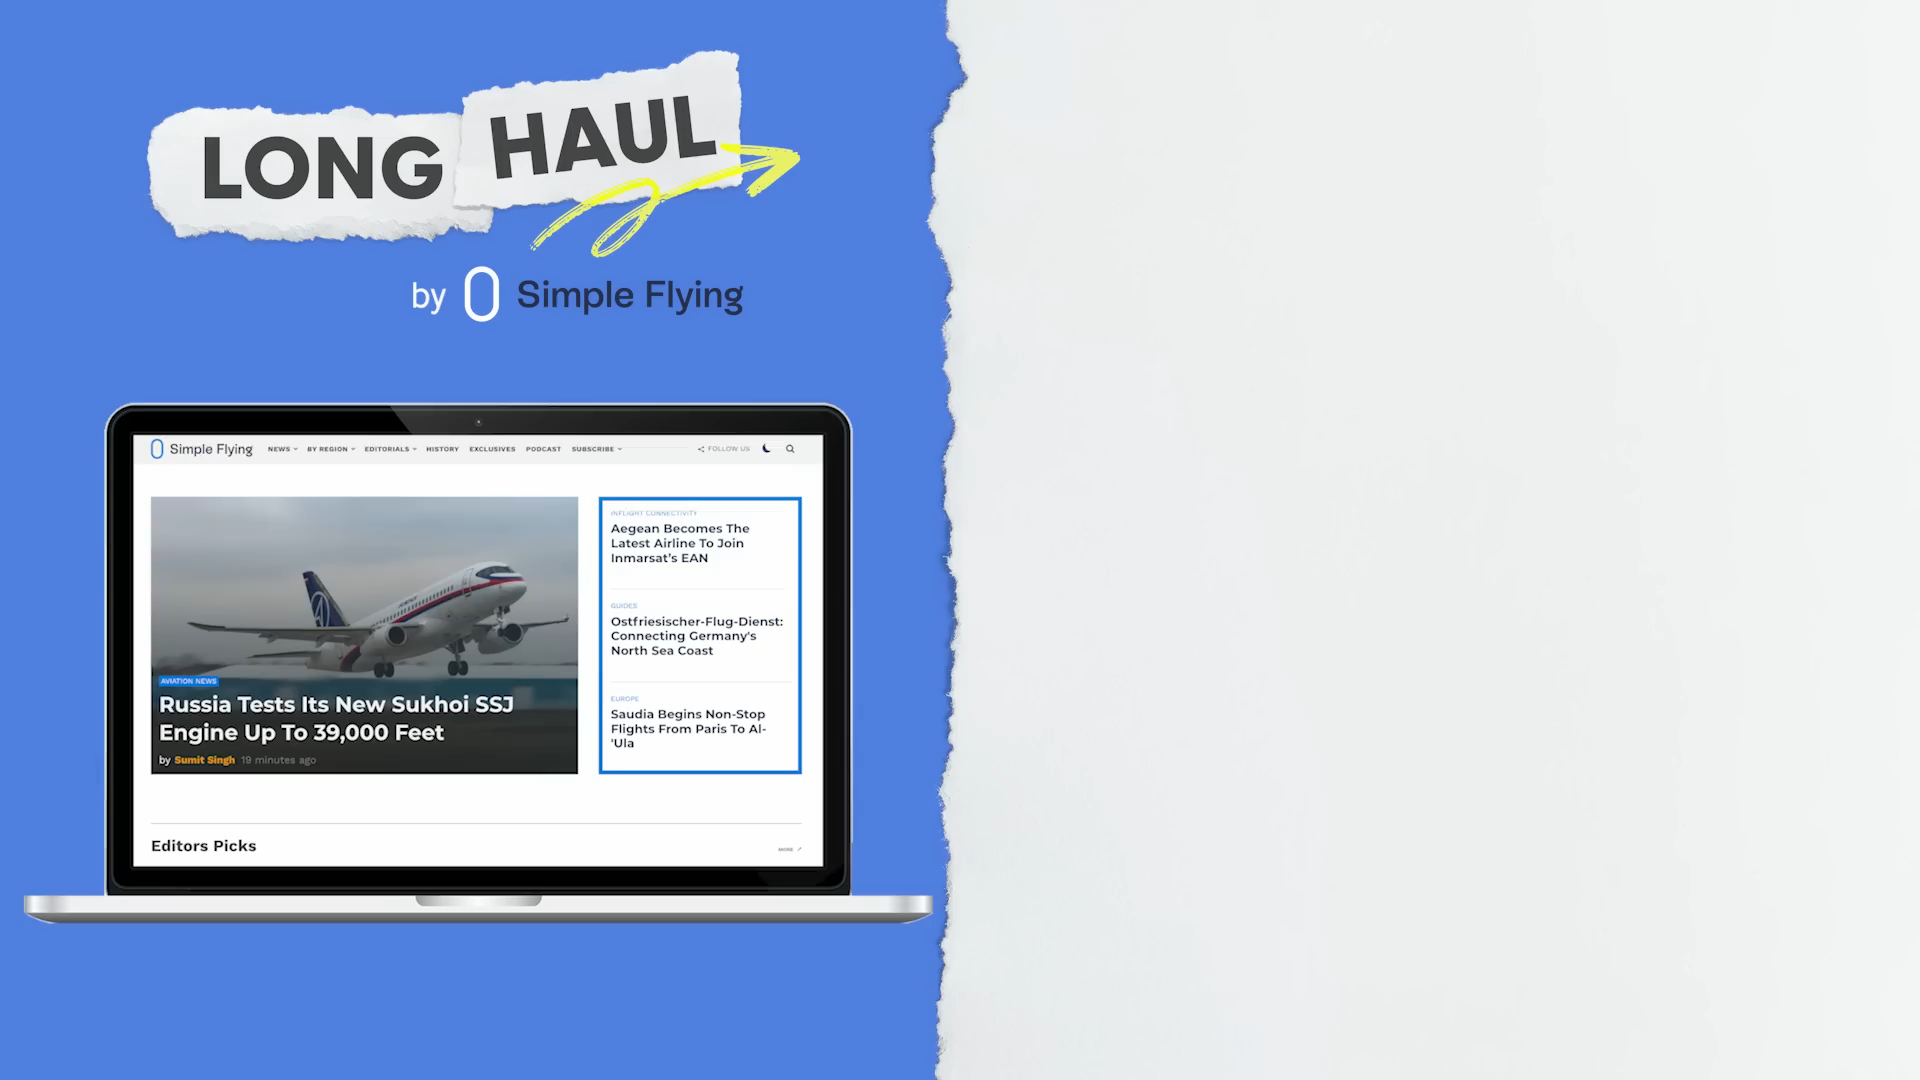 LONG HAUL
by Simple Flying
Simple Flying NEWS BY REGION EDITORIALS HISTORY EXCLUSIVES PODCAST SUBSCRIBE FOLLOW US
AVIATION NEWS
Russia Tests Its New Sukhoi SSJ
Engine Up To 39,000 Feet
by Sumit Singh 19 minutes ago
INFLIGHT CONNECTIVITY
Aegean Becomes The
Latest Airline To Join
Inmarsat's EAN
GUIDES
Ostfriesischer-Flug-Dienst:
Connecting Germany's
North Sea Coast
EUROPE
Saudia Begins Non-Stop
Flights From Paris To Al-
'Ula
Editors Picks
MORE